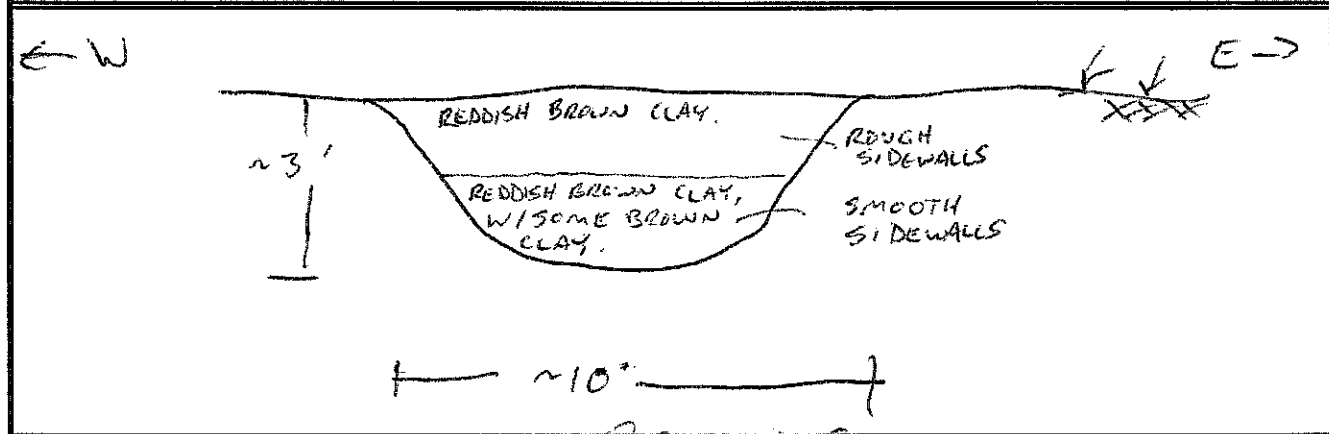 ← W
E →
REDDISH BROWN CLAY.
~3'
ROUGH
SIDEWALLS
REDDISH BROWN CLAY,
W/SOME BROWN
CLAY.
SMOOTH
SIDEWALLS
~10'